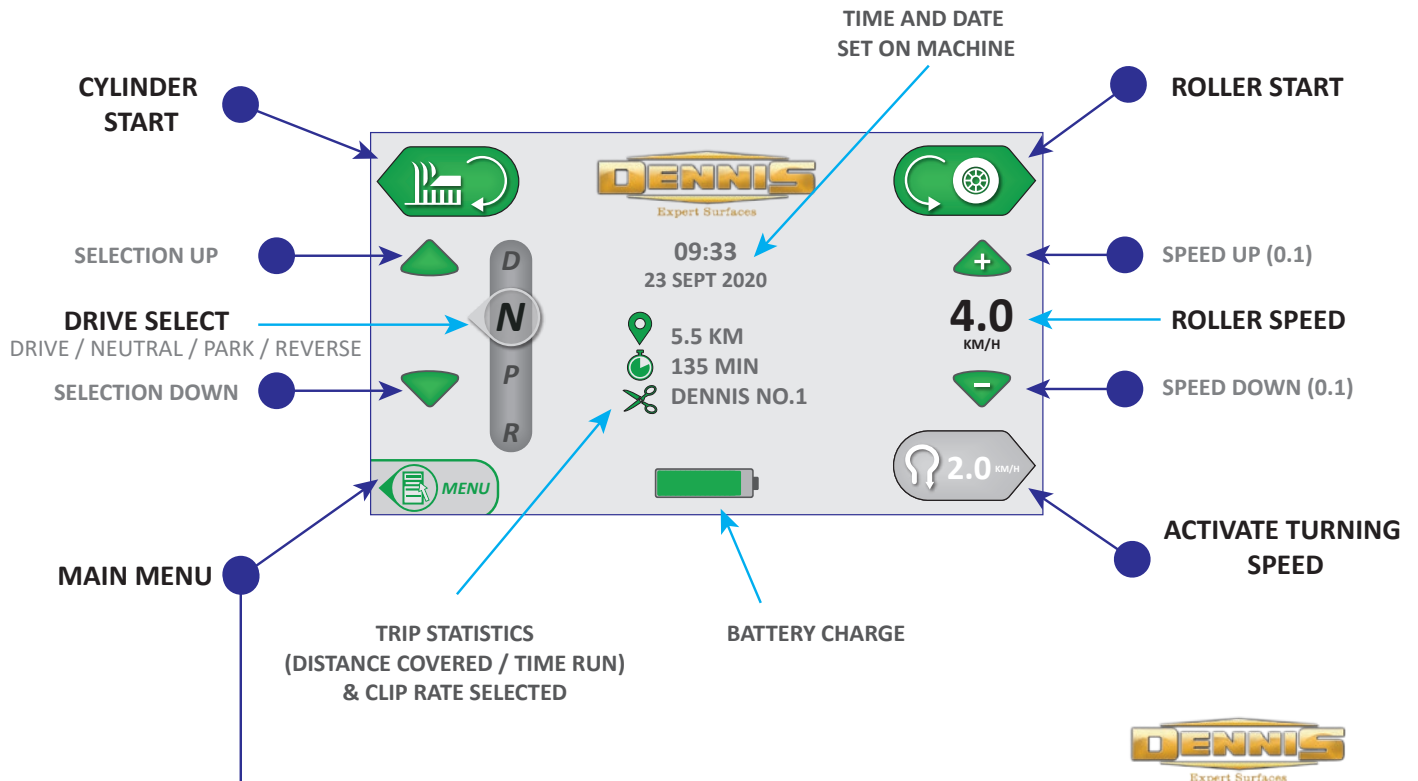 TIME AND DATE
SET ON MACHINE
CYLINDER
START
ROLLER START
DENNIS
Expert Surfaces
SELECTION UP
D
09:33
23 SEPT 2020
+
SPEED UP (0.1)
DRIVE SELECT
DRIVE / NEUTRAL / PARK / REVERSE
N
5.5 KM
135 MIN
DENNIS NO.1
4.0
KM/H
ROLLER SPEED
SELECTION DOWN
P
R
−
SPEED DOWN (0.1)
MENU
2.0 KM/H
ACTIVATE TURNING
SPEED
MAIN MENU
TRIP STATISTICS
(DISTANCE COVERED / TIME RUN)
& CLIP RATE SELECTED
BATTERY CHARGE
DENNIS
Expert Surfaces